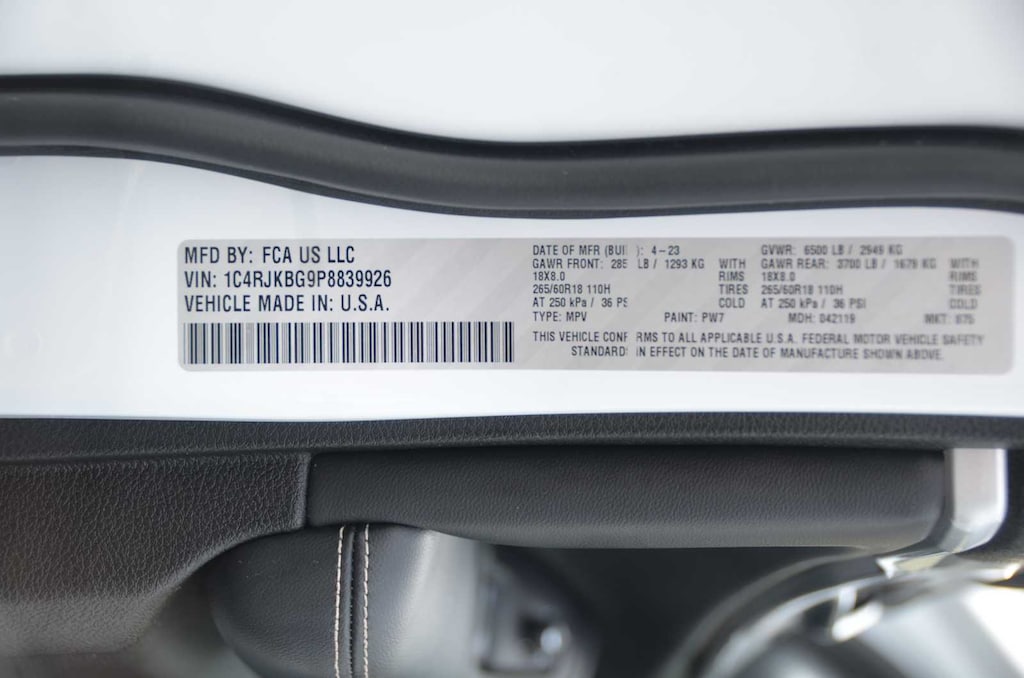 MFD BY: FCA US LLC
VIN: 1C4RJKBG9P8839926
VEHICLE MADE IN: U.S.A.
DATE OF MFR (BUI ): 4-23 GVWR: 6500 LB / 2949 KG
GAWR FRONT: 285 LB / 1293 KG WITH GAWR REAR: 3700 LB / 1679 KG WITH
18X8.0 RIMS 18X8.0 RIMS
265/60R18 110H TIRES 265/60R18 110H TIRES
AT 250 kPa / 36 PS COLD AT 250 kPa / 36 PSI COLD
TYPE: MPV PAINT: PW7 MDH: 042119 MKT:
THIS VEHICLE CONF RMS TO ALL APPLICABLE U.S.A. FEDERAL MOTOR VEHICLE SAFETY
STANDARD IN EFFECT ON THE DATE OF MANUFACTURE SHOWN ABOVE.